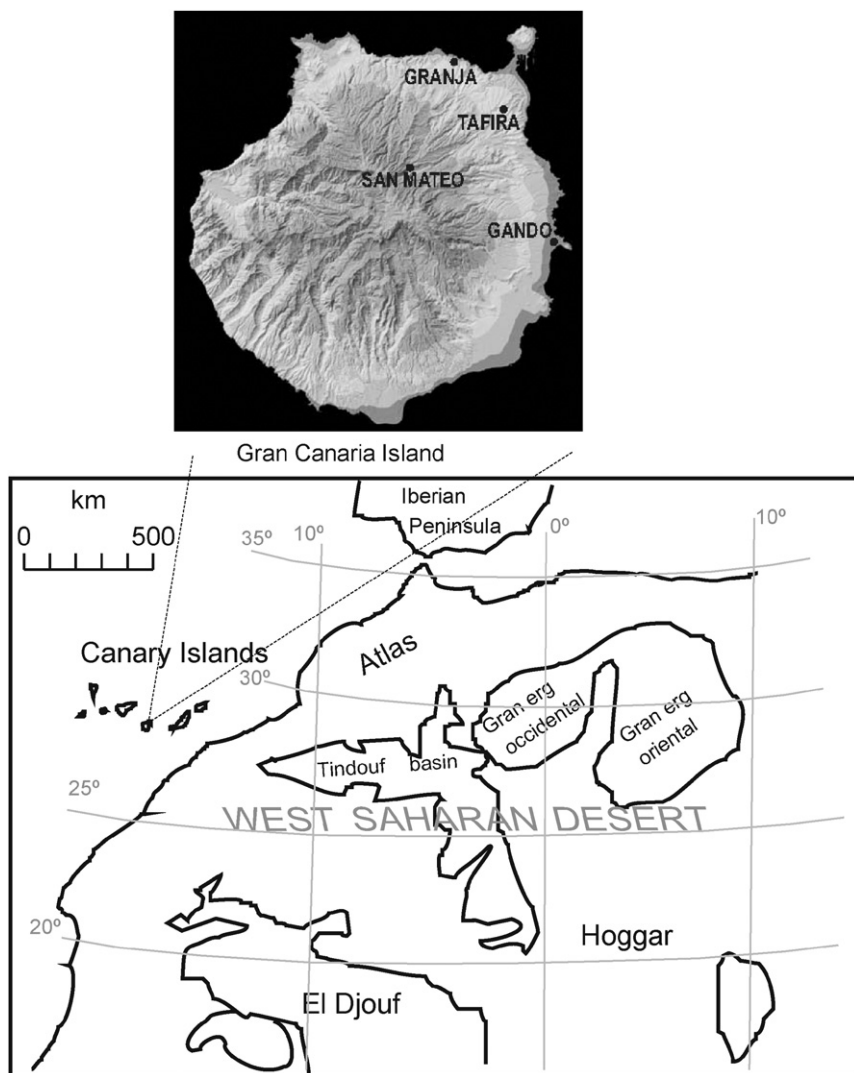 GRANJA
TAFIRA
SAN MATEO
GANDO
Gran Canaria Island
km
0 500
Iberian
Peninsula
35º
10º
0º
10º
Canary Islands
Atlas
30º
Gran erg
occidental
Gran erg
oriental
Tindouf basin
25º
WEST SAHARAN DESERT
20º
Hoggar
El Djouf